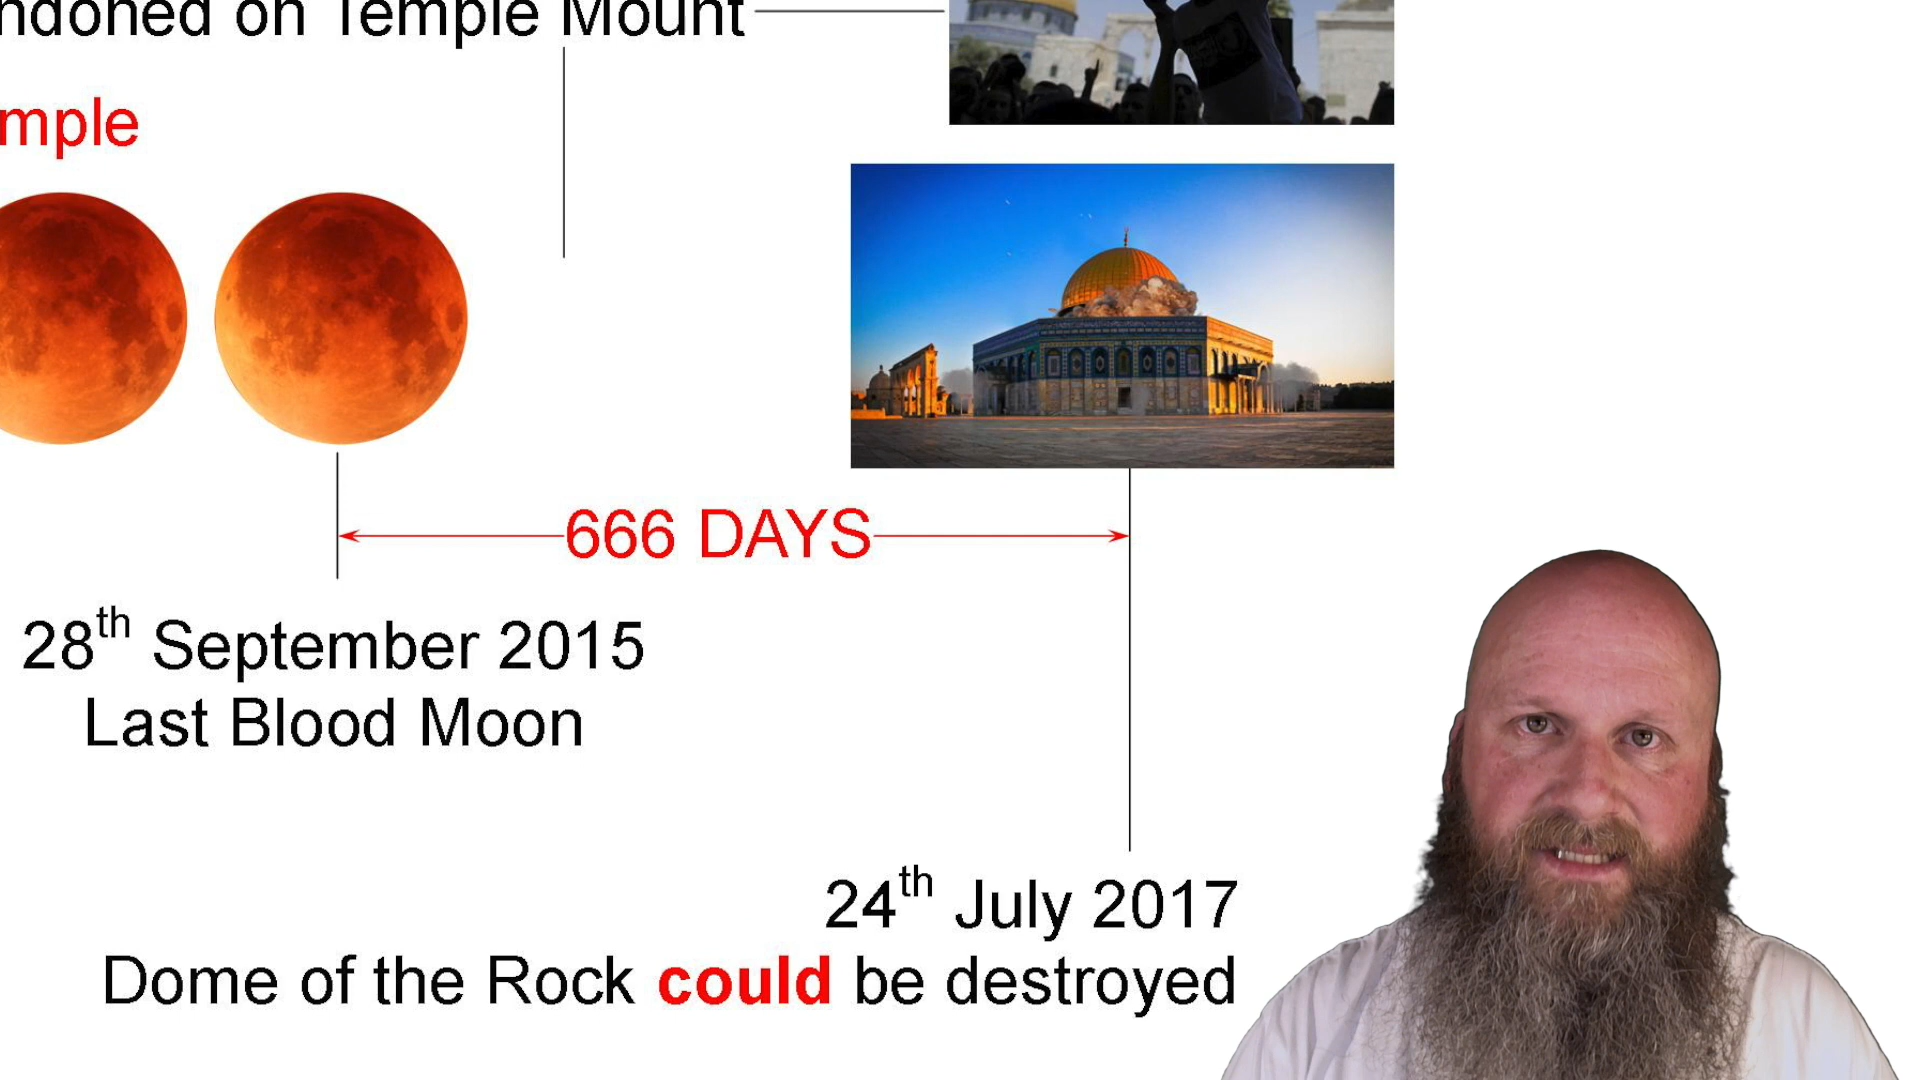 on Temple Mount
666 DAYS
28th September 2015
Last Blood Moon
24th July 2017
Dome of the Rock could be destroyed